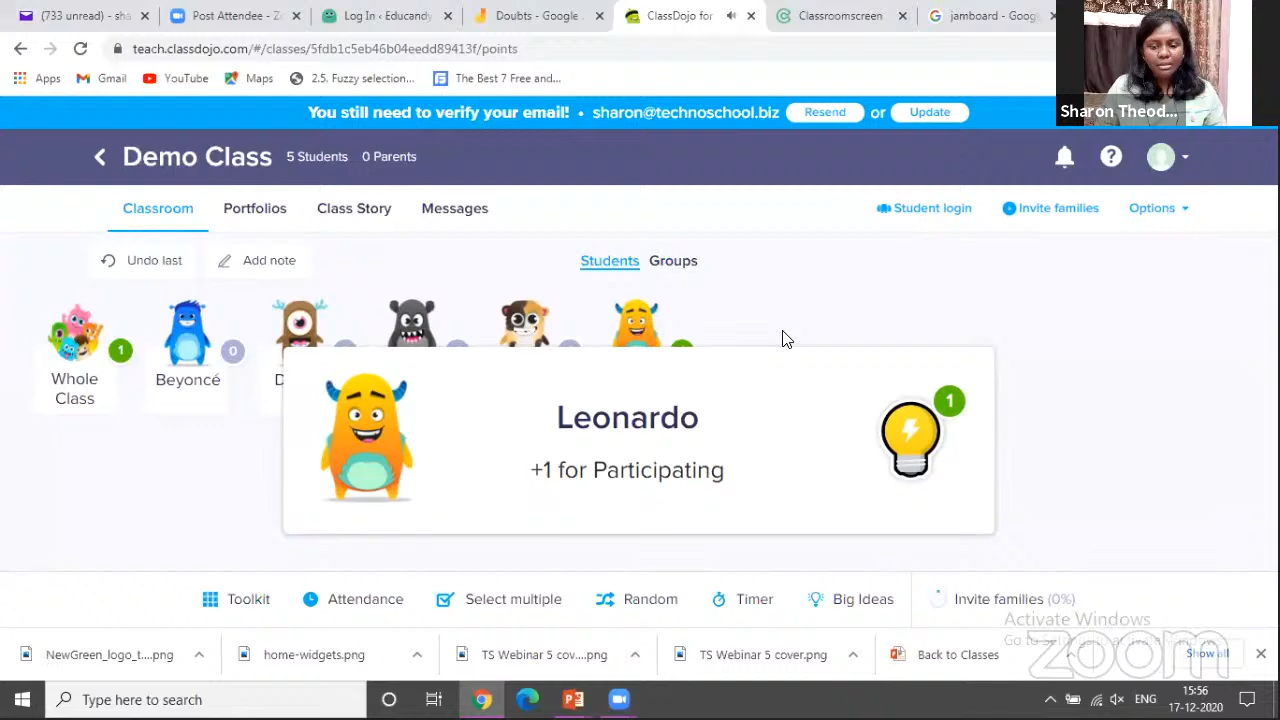 (733 unread) - sha
Post Attendee - Z
Log In ‹ Educandy
Doubts - Google
ClassDojo for
Classroomscreen
jamboard - Goog
teach.classdojo.com/#/classes/5fdb1c5eb46b04eedd89413f/points
Apps
Gmail
YouTube
Maps
2.5. Fuzzy selection...
The Best 7 Free and...
Sharon Theod...
You still need to verify your email! • sharon@technoschool.biz Resend or Update
Demo Class 5 Students 0 Parents
Classroom Portfolios Class Story Messages Student login Invite families Options
Undo last Add note Students Groups
1
0
Whole Class
Beyoncé
D
Leonardo
+1 for Participating
1
Toolkit Attendance Select multiple Random Timer Big Ideas Invite families (0%)
Activate Windows
NewGreen_logo_t....png
home-widgets.png
TS Webinar 5 cov....png
TS Webinar 5 cover.png
Back to Classes
Show all
zoom
Type here to search
ENG
15:56
17-12-2020